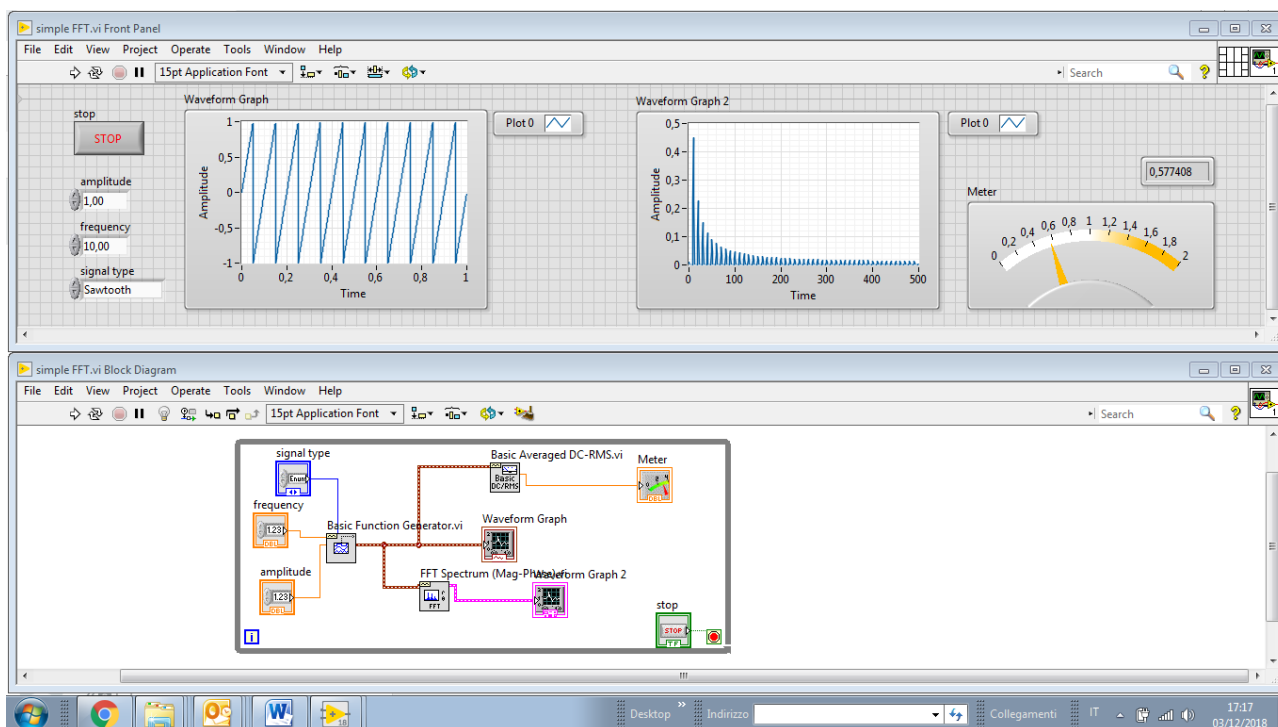 simple FFT.vi Front Panel
File Edit View Project Operate Tools Window Help
15pt Application Font
Search
1
stop
STOP
amplitude
1,00
frequency
10,00
signal type
Sawtooth
Waveform Graph
Plot 0
Amplitude
1
0,5
0
-0,5
-1
0 0,2 0,4 0,6 0,8 1
Time
Waveform Graph 2
Plot 0
Amplitude
0,5
0,4
0,3
0,2
0,1
0
0 100 200 300 400 500
Time
0,577408
Meter
0 0,2 0,4 0,6 0,8 1 1,2 1,4 1,6 1,8 2
simple FFT.vi Block Diagram
File Edit View Project Operate Tools Window Help
15pt Application Font
Search
1
signal type
Enum
frequency
1.23
DBL
amplitude
1.23
DBL
Basic Function Generator.vi
Basic Averaged DC-RMS.vi
Basic
DC/RMS
Meter
DBL
Waveform Graph
FFT Spectrum (Mag-Phase).vi
FFT
Waveform Graph 2
stop
STOP
TF
i
W
18
Desktop
Indirizzo
Collegamenti
IT
17:17
03/12/2018